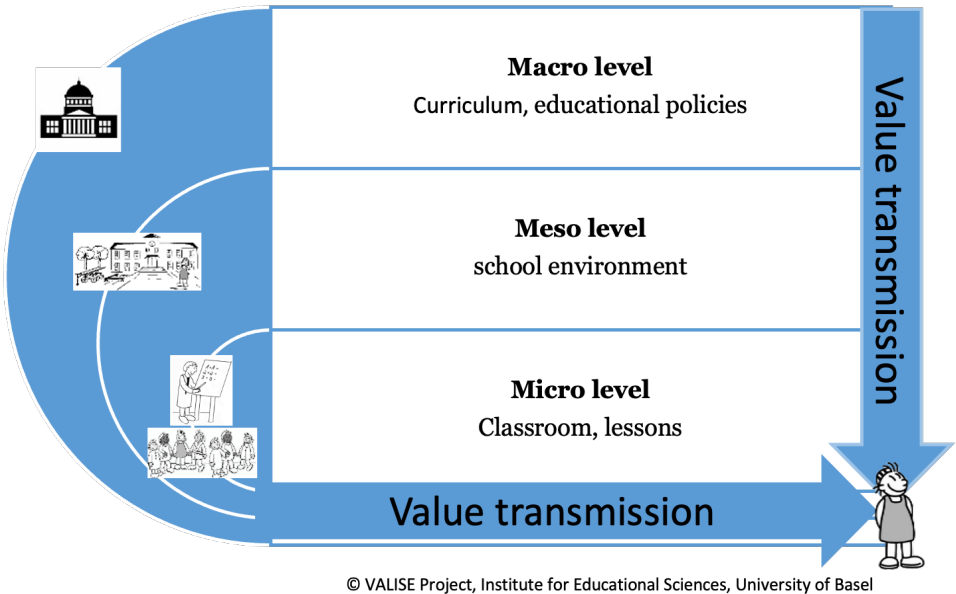 Macro level
Curriculum, educational policies
Meso level
school environment
Micro level
Classroom, lessons
Value transmission
Value transmission
© VALISE Project, Institute for Educational Sciences, University of Basel